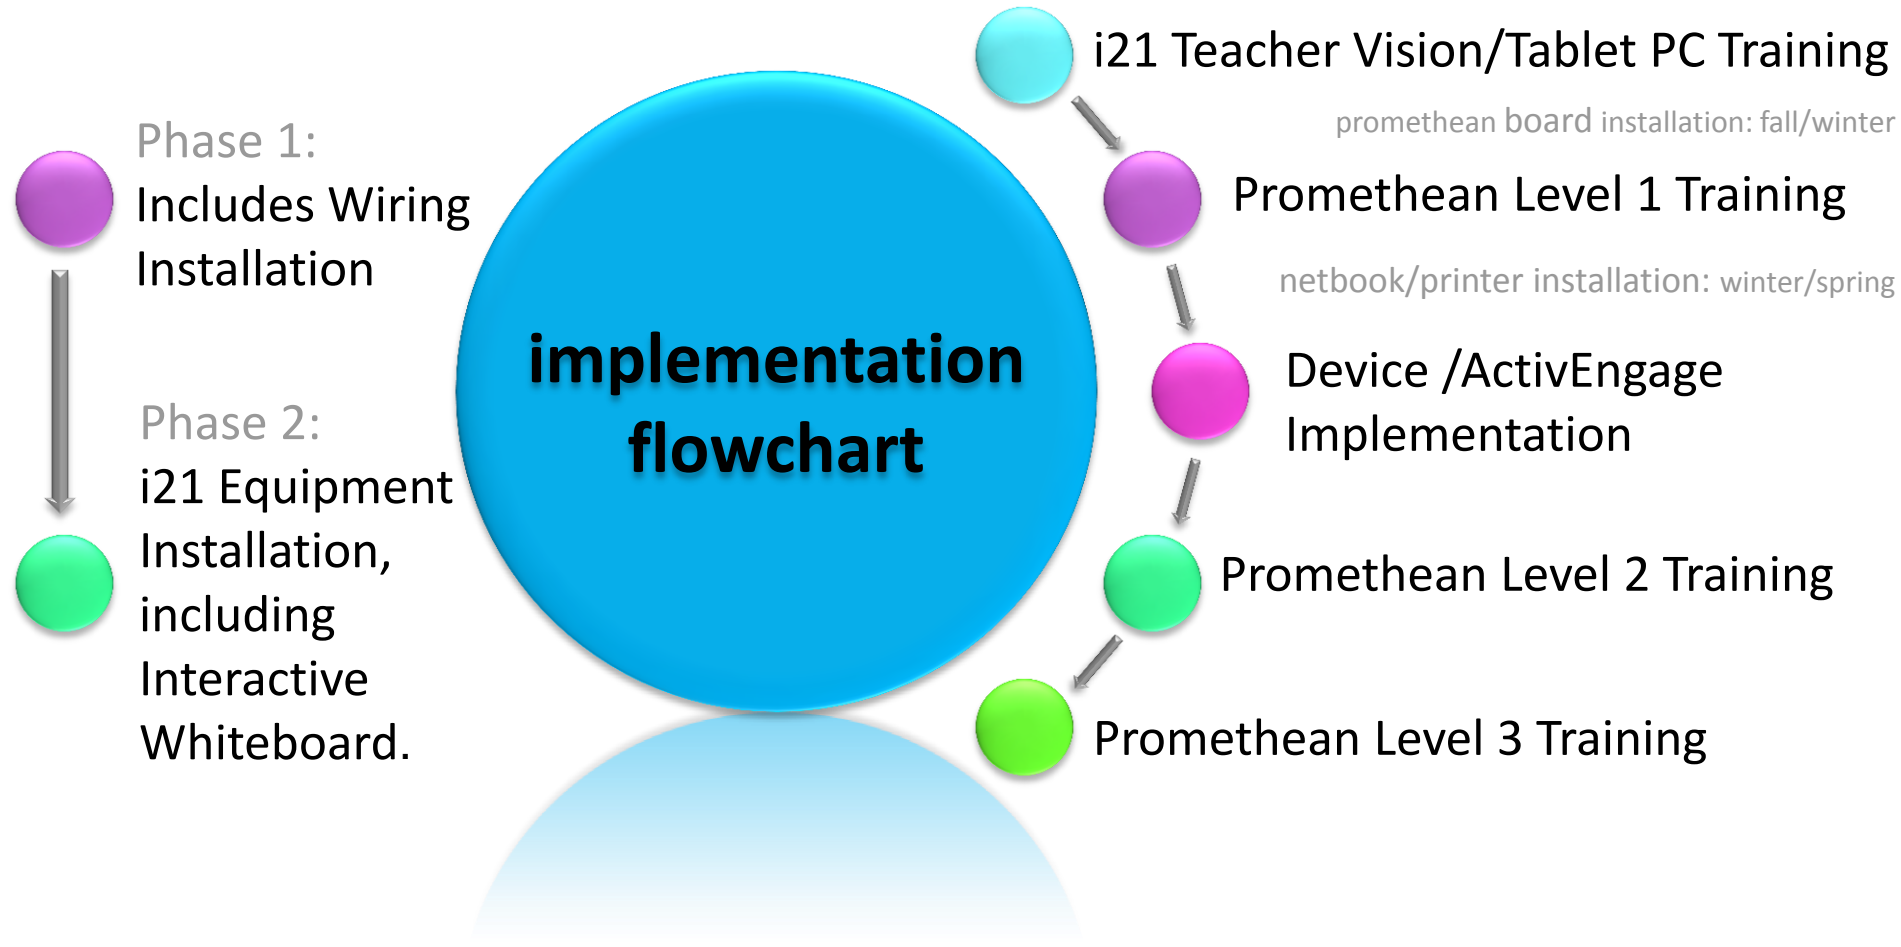 Phase 1:
Includes Wiring
Installation
Phase 2:
i21 Equipment
Installation,
including
Interactive
Whiteboard.
implementation
flowchart
i21 Teacher Vision/Tablet PC Training
promethean board installation: fall/winter
Promethean Level 1 Training
netbook/printer installation: winter/spring
Device /ActivEngage
Implementation
Promethean Level 2 Training
Promethean Level 3 Training